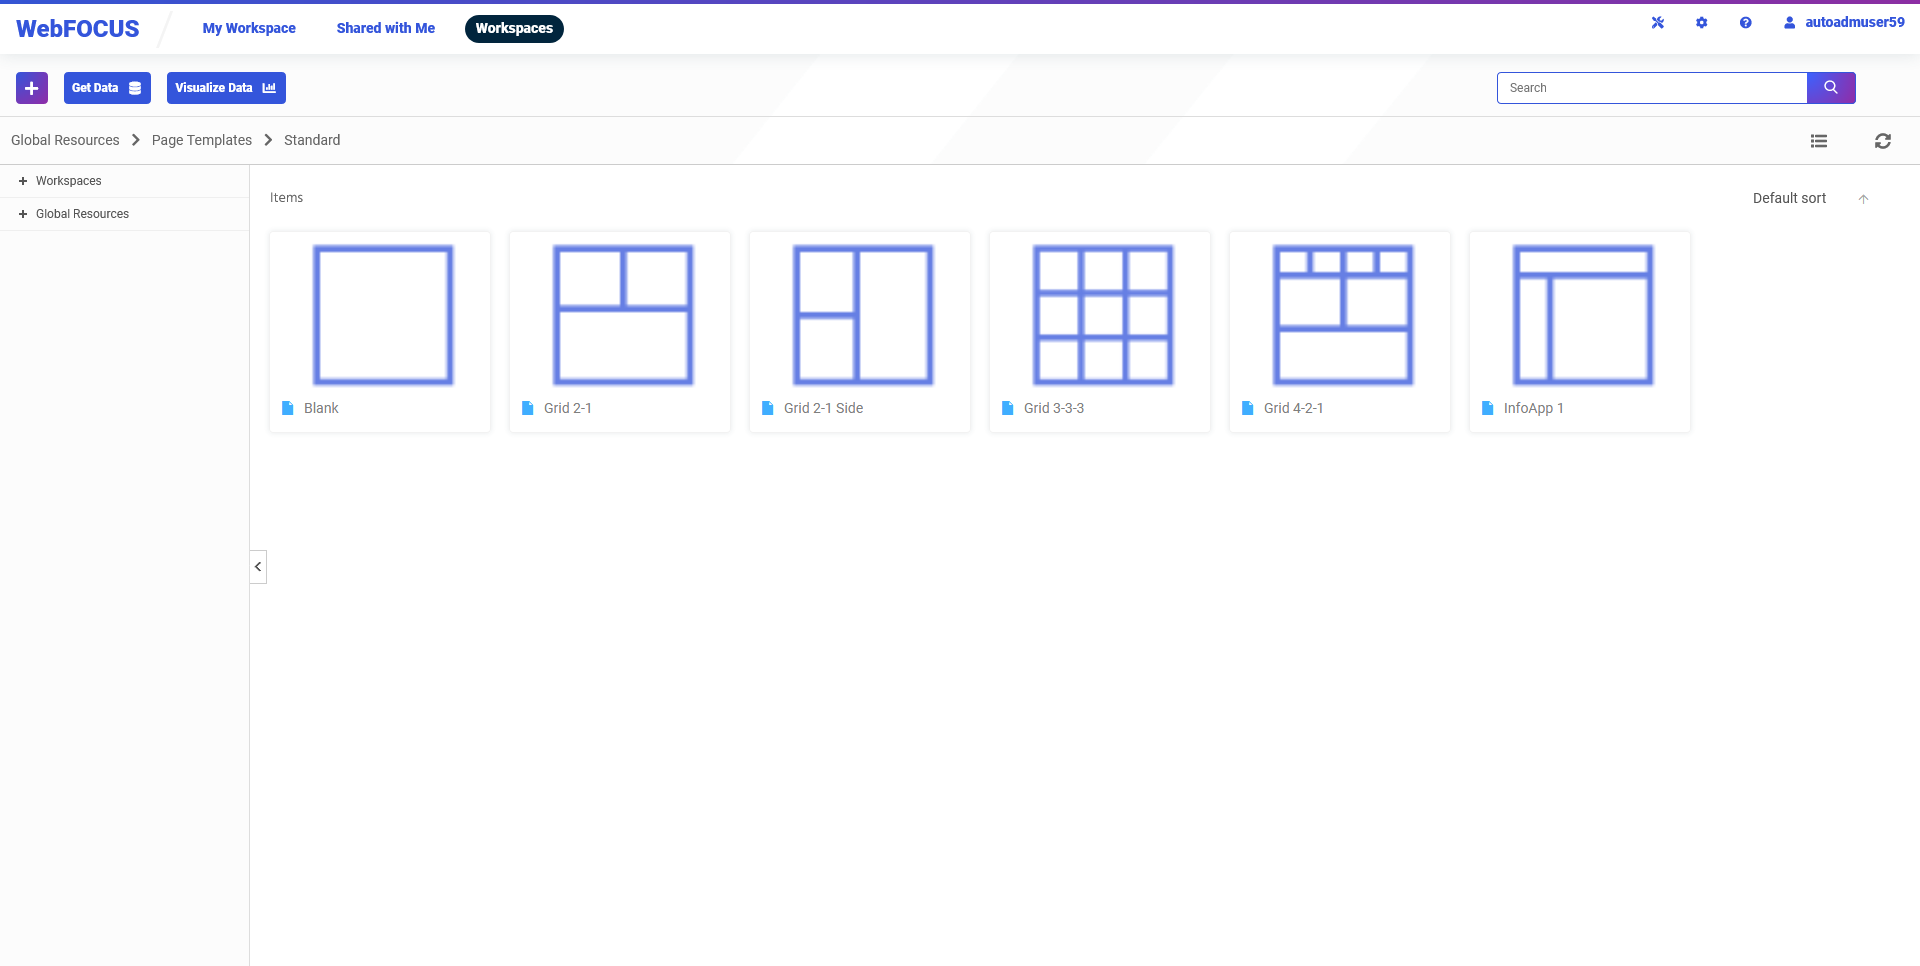 WebFOCUS
My Workspace
Shared with Me
Workspaces
autoadmuser59
Get Data
Visualize Data
Search
Global Resources
Page Templates
Standard
Workspaces
Global Resources
Items
Default sort
Blank
Grid 2-1
Grid 2-1 Side
Grid 3-3-3
Grid 4-2-1
InfoApp 1